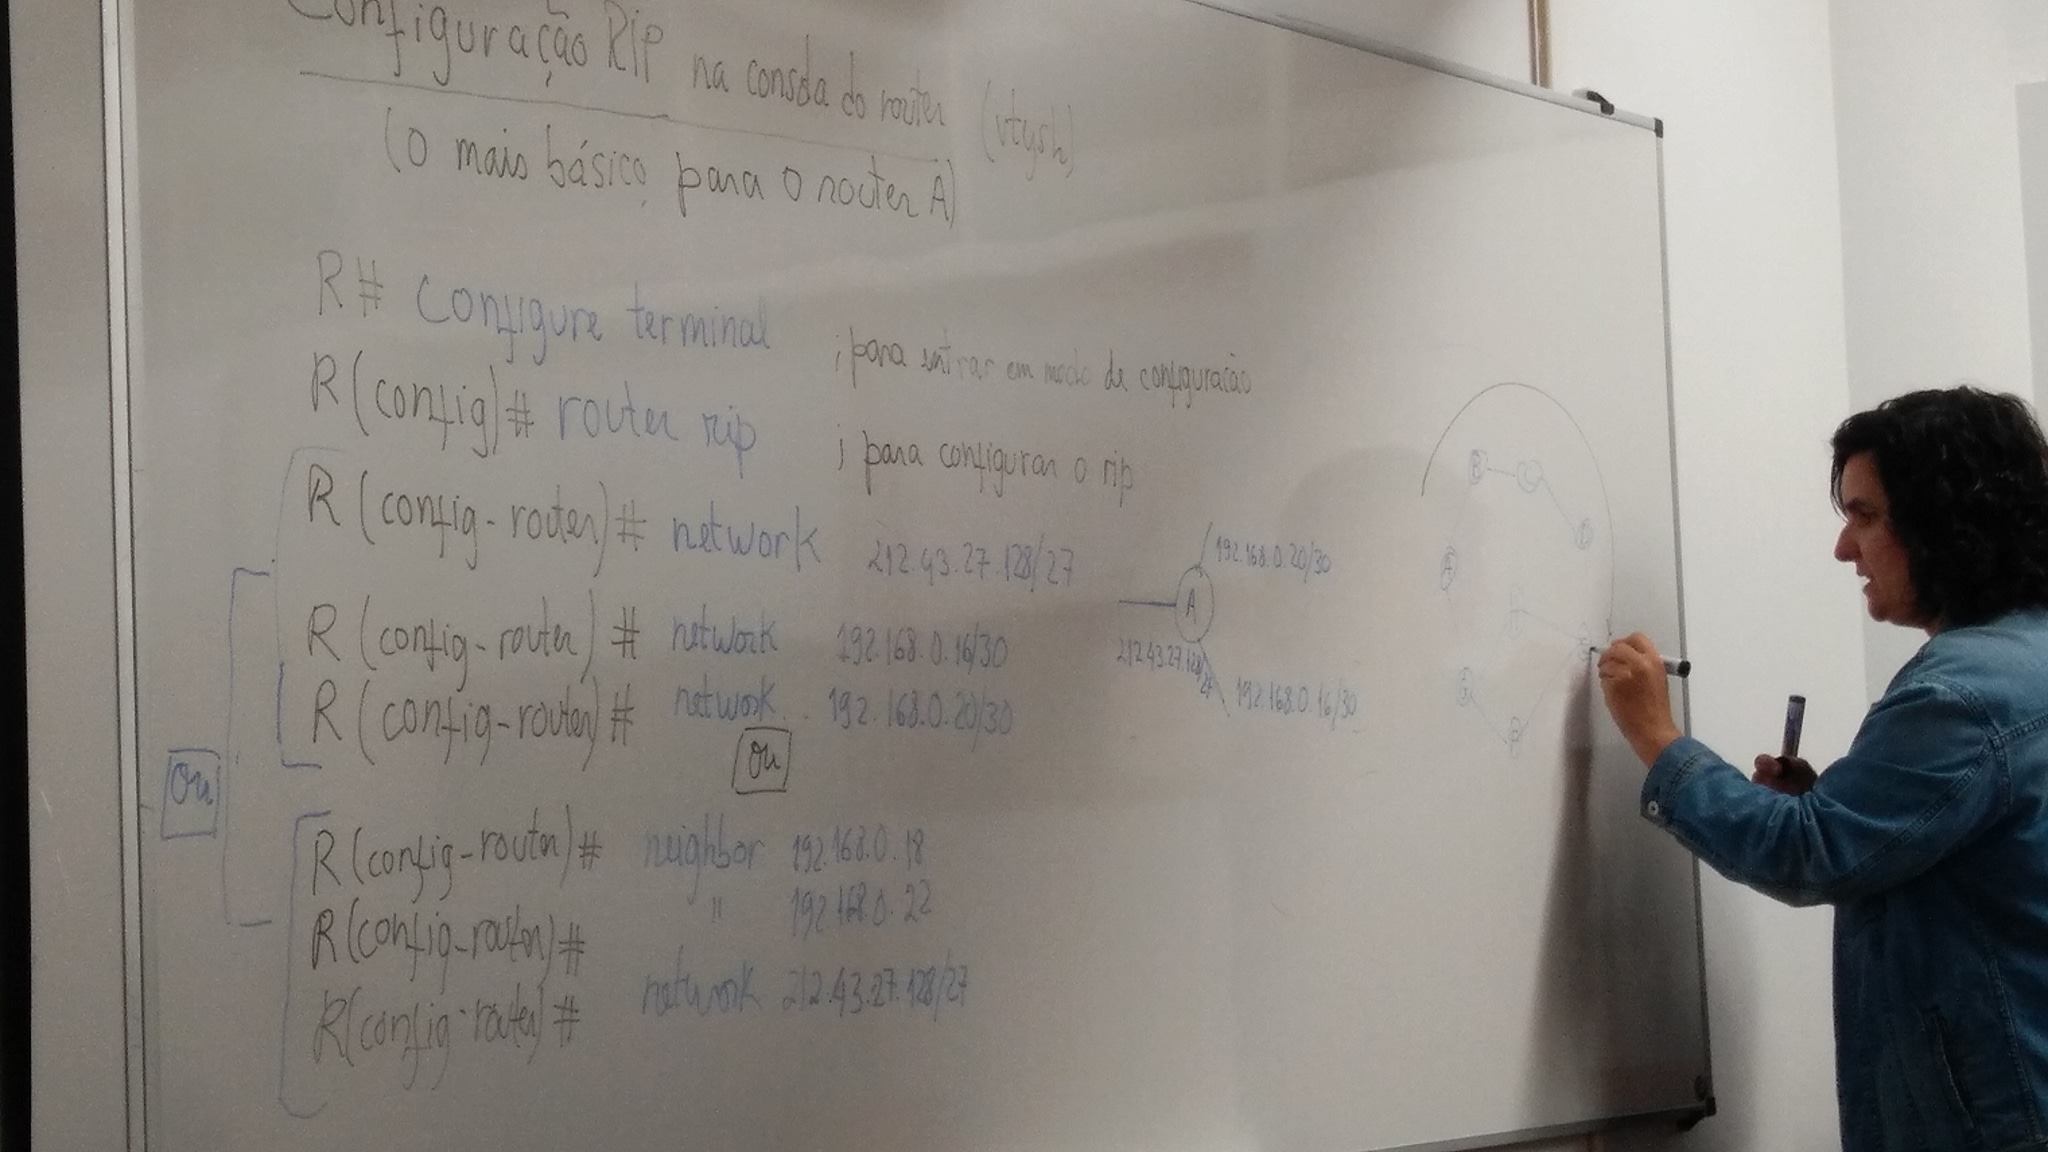 Configuração RIP na consola do router (vtysh)
(O mais básico para o router A)
R# configure terminal ; para entrar em modo de configuração
R(config)# router rip ; para configurar o rip
R(config-router)# network 212.43.27.128/27
R(config-router)# network 192.168.0.16/30
R(config-router)# network 192.168.0.20/30
ou
ou
R(config-router)# neighbor 192.168.0.18
R(config-router)# " 192.168.0.22
R(config-router)# network 212.43.27.128/27
192.168.0.20/30
A
212.43.27.128/27
192.168.0.16/30
B
C
A